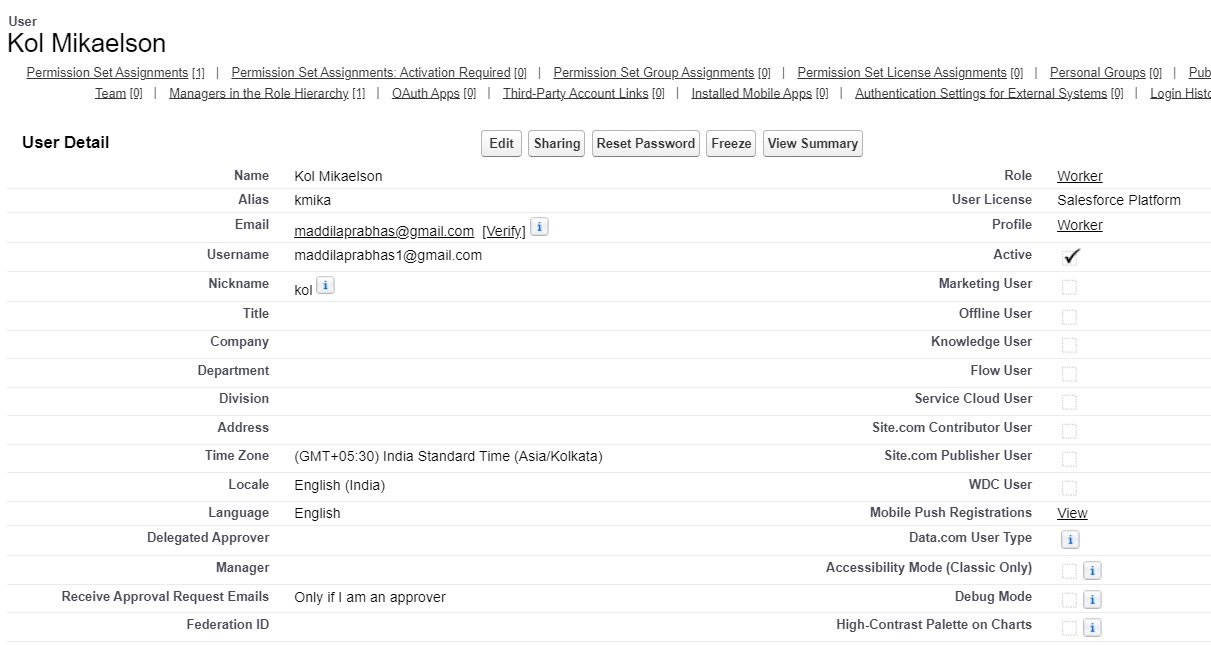 User
Kol Mikaelson
Permission Set Assignments [1] | Permission Set Assignments: Activation Required [0] | Permission Set Group Assignments [0] | Permission Set License Assignments [0] | Personal Groups [0] | Pub
Team [0] | Managers in the Role Hierarchy [1] | OAuth Apps [0] | Third-Party Account Links [0] | Installed Mobile Apps [0] | Authentication Settings for External Systems [0] | Login Histo
User Detail Edit Sharing Reset Password Freeze View Summary
Name Kol Mikaelson Role Worker
Alias kmika User License Salesforce Platform
Email maddilaprabhas@gmail.com [Verify] i Profile Worker
Username maddilaprabhas1@gmail.com Active
Nickname kol i Marketing User
Title Offline User
Company Knowledge User
Department Flow User
Division Service Cloud User
Address Site.com Contributor User
Time Zone (GMT+05:30) India Standard Time (Asia/Kolkata) Site.com Publisher User
Locale English (India) WDC User
Language English Mobile Push Registrations View
Delegated Approver Data.com User Type i
Manager Accessibility Mode (Classic Only) i
Receive Approval Request Emails Only if I am an approver Debug Mode i
Federation ID High-Contrast Palette on Charts i